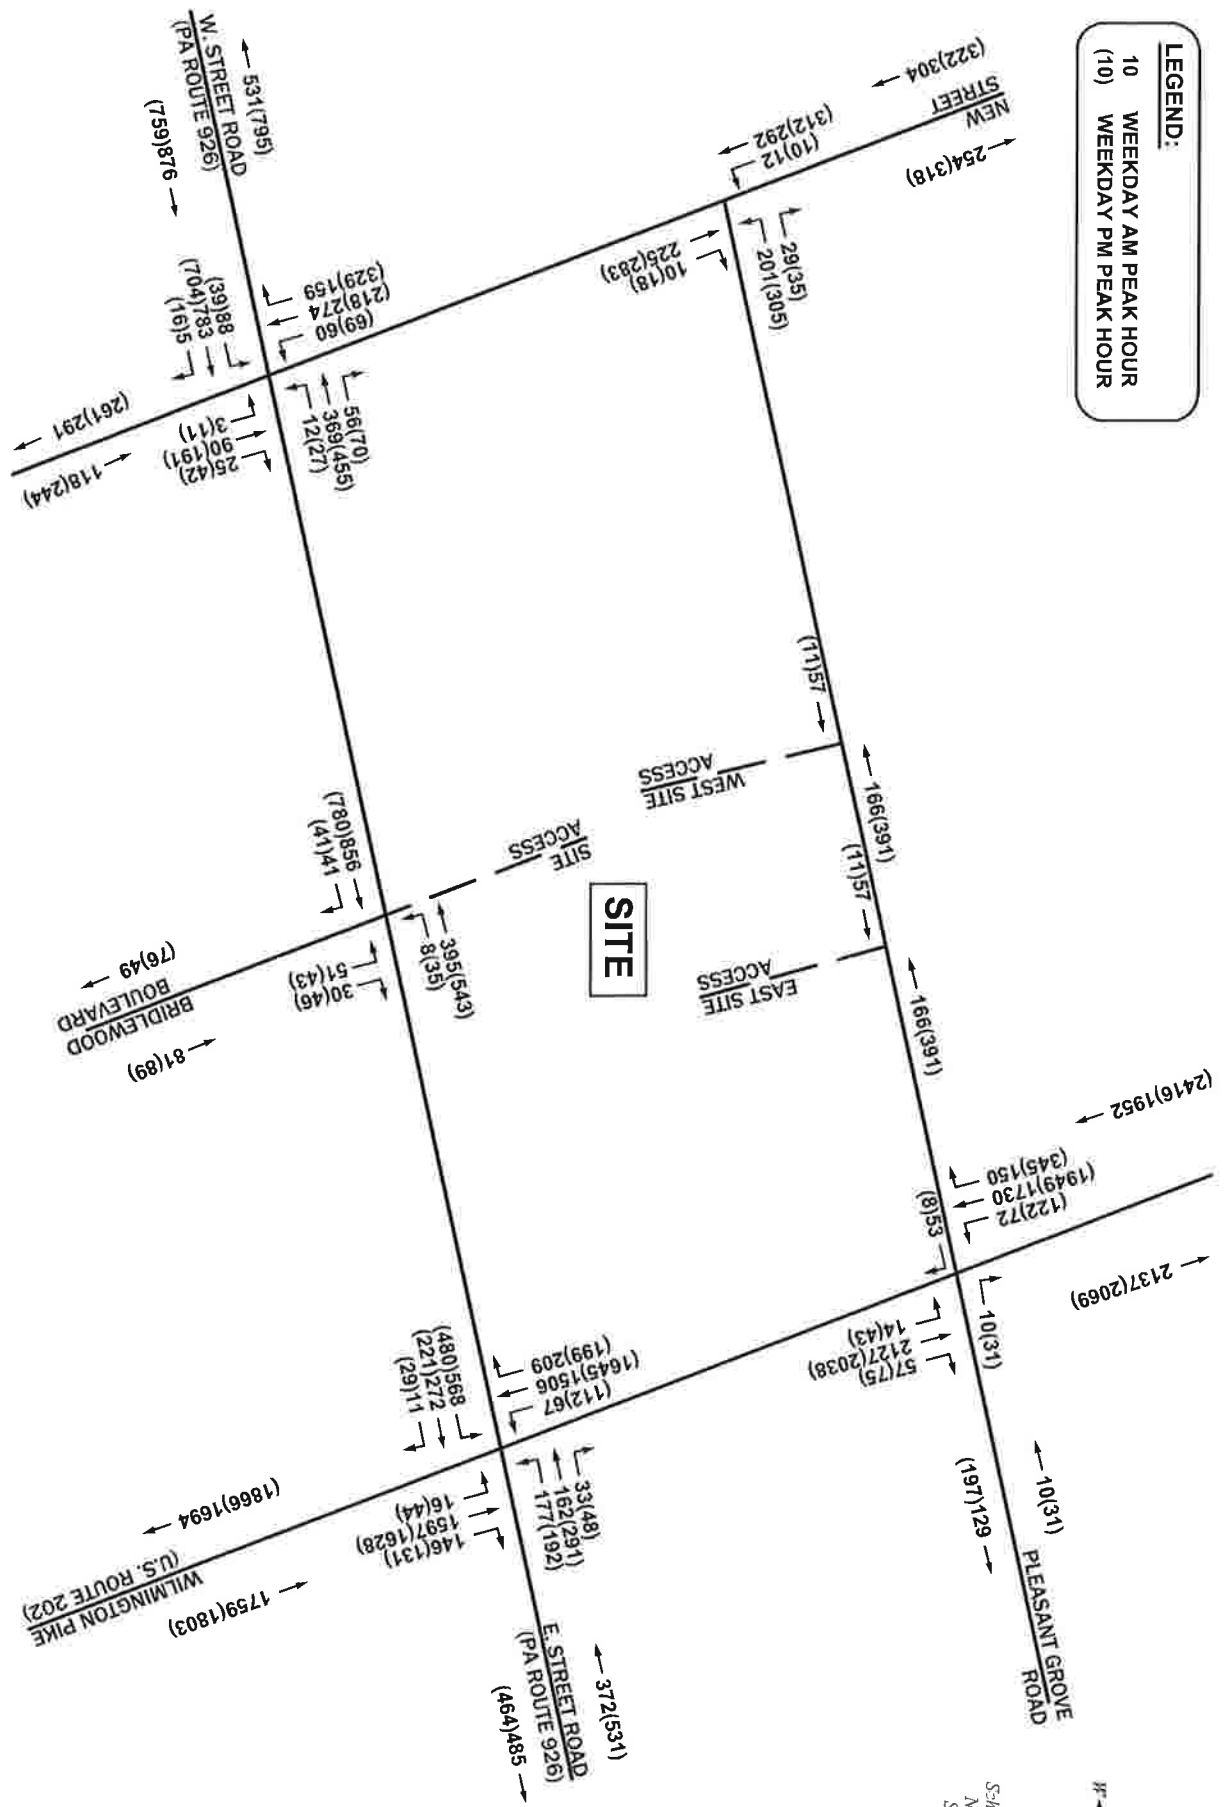 LEGEND:
10 WEEKDAY AM PEAK HOUR
(10) WEEKDAY PM PEAK HOUR
(322)304
NEW
STREET
254(318)
(312)292
(10)12
29(35)
201(305)
225(283)
10(18)
W. STREET ROAD
(PA ROUTE 926)
531(795)
(759)876
(329)159
(218)274
(69)60
(39)88
(704)783
(16)5
56(70)
369(455)
12(27)
3(11)
90(191)
25(42)
(261)291
118(244)
(11)57
WEST SITE
ACCESS
166(391)
(11)57
EAST SITE
ACCESS
166(391)
SITE
ACCESS
SITE
(780)856
(41)41
395(543)
8(35)
51(43)
30(46)
(76)49
BRIDLEWOOD
BOULEVARD
81(89)
(2416)1952
(345)150
(1949)1730
(122)72
2137(2069)
(8)53
10(31)
14(43)
2127(2038)
57(75)
10(31)
(197)129
PLEASANT GROVE
ROAD
(199)209
(1645)1506
(112)67
(480)568
(221)272
(29)11
33(48)
162(291)
177(192)
16(44)
1597(1628)
146(131)
(1866)1694
WILMINGTON PIKE
(U.S. ROUTE 202)
1759(1803)
E. STREET ROAD
(PA ROUTE 926)
372(531)
(464)485